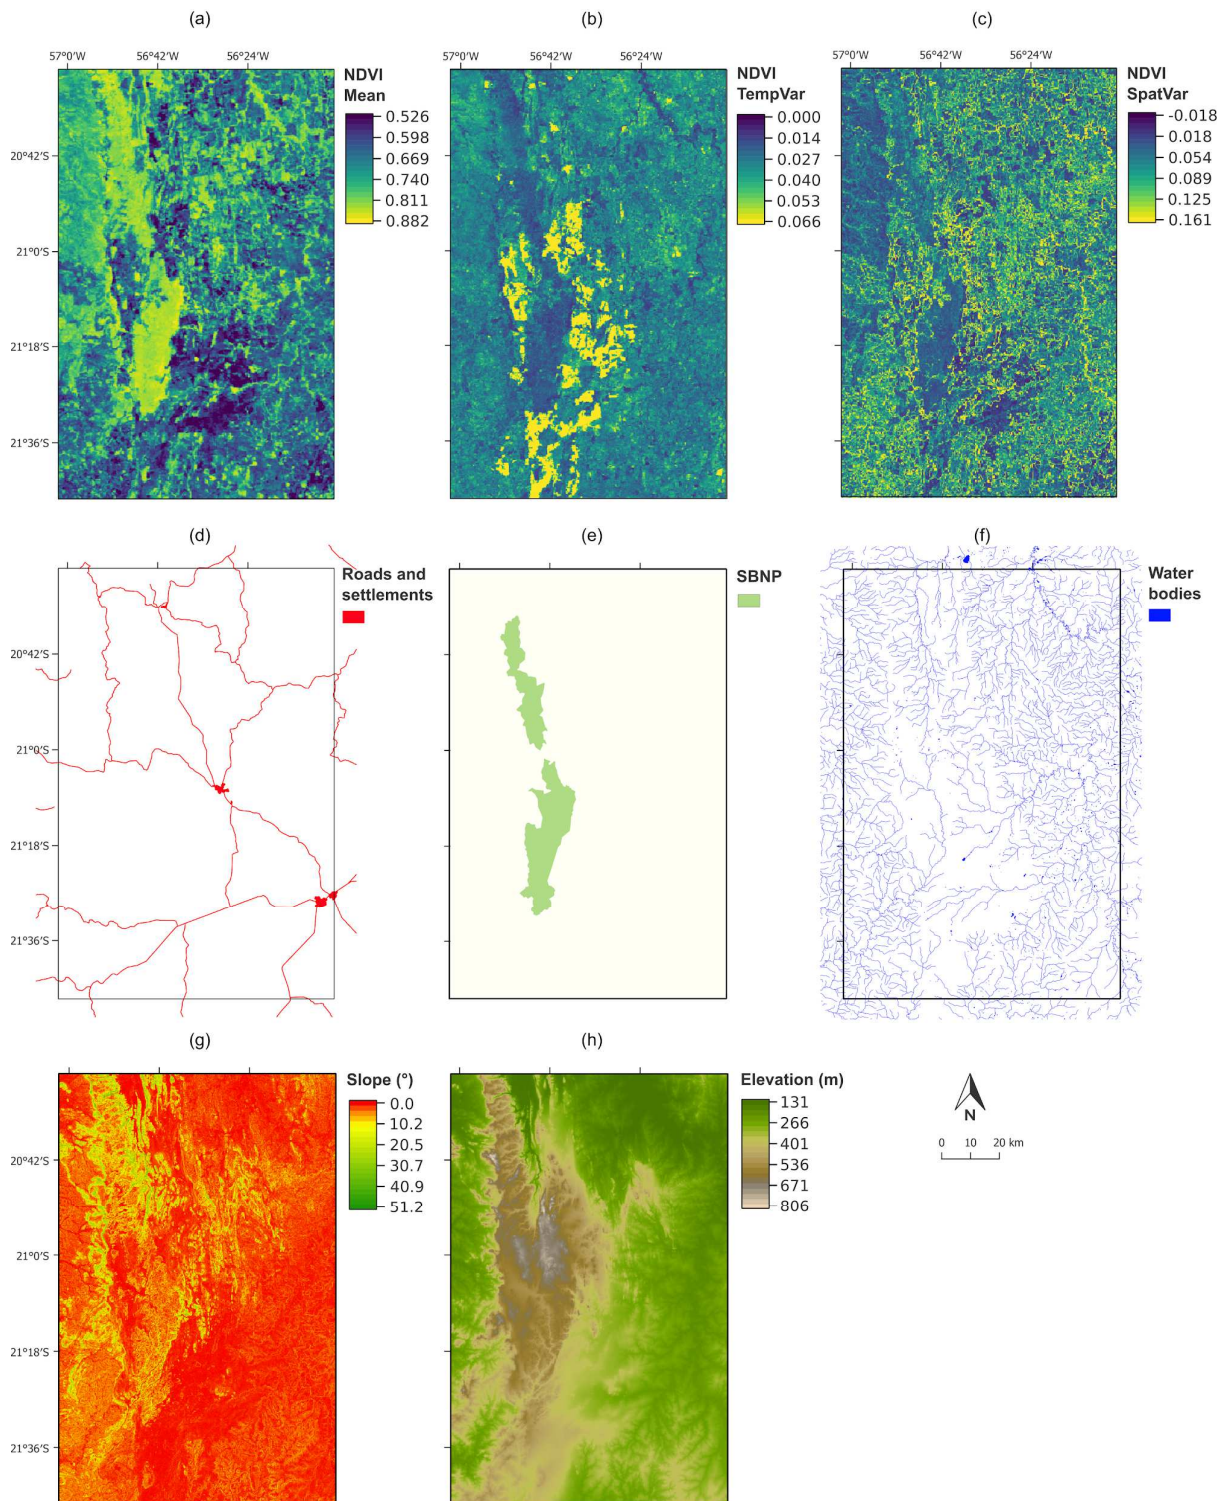 (a)
(b)
(c)
57°0'W 56°42'W 56°24'W
57°0'W 56°42'W 56°24'W
57°0'W 56°42'W 56°24'W
20°42'S
21°0'S
21°18'S
21°36'S
NDVI
Mean
0.526
0.598
0.669
0.740
0.811
0.882
NDVI
TempVar
0.000
0.014
0.027
0.040
0.053
0.066
NDVI
SpatVar
-0.018
0.018
0.054
0.089
0.125
0.161
(d)
(e)
(f)
20°42'S
21°0'S
21°18'S
21°36'S
Roads and
settlements
SBNP
Water
bodies
(g)
(h)
20°42'S
21°0'S
21°18'S
21°36'S
Slope (°)
0.0
10.2
20.5
30.7
40.9
51.2
Elevation (m)
131
266
401
536
671
806
N
0 10 20 km